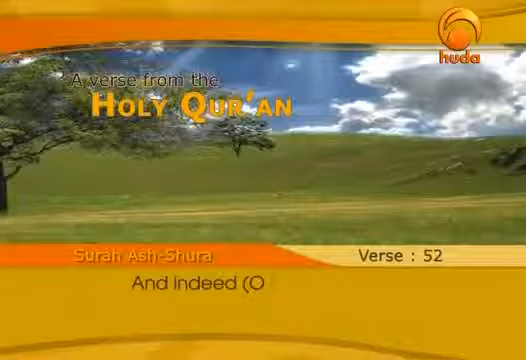 huda
A verse from the
HOLY QUR'AN
Surah Ash-Shura
Verse : 52
And indeed (O